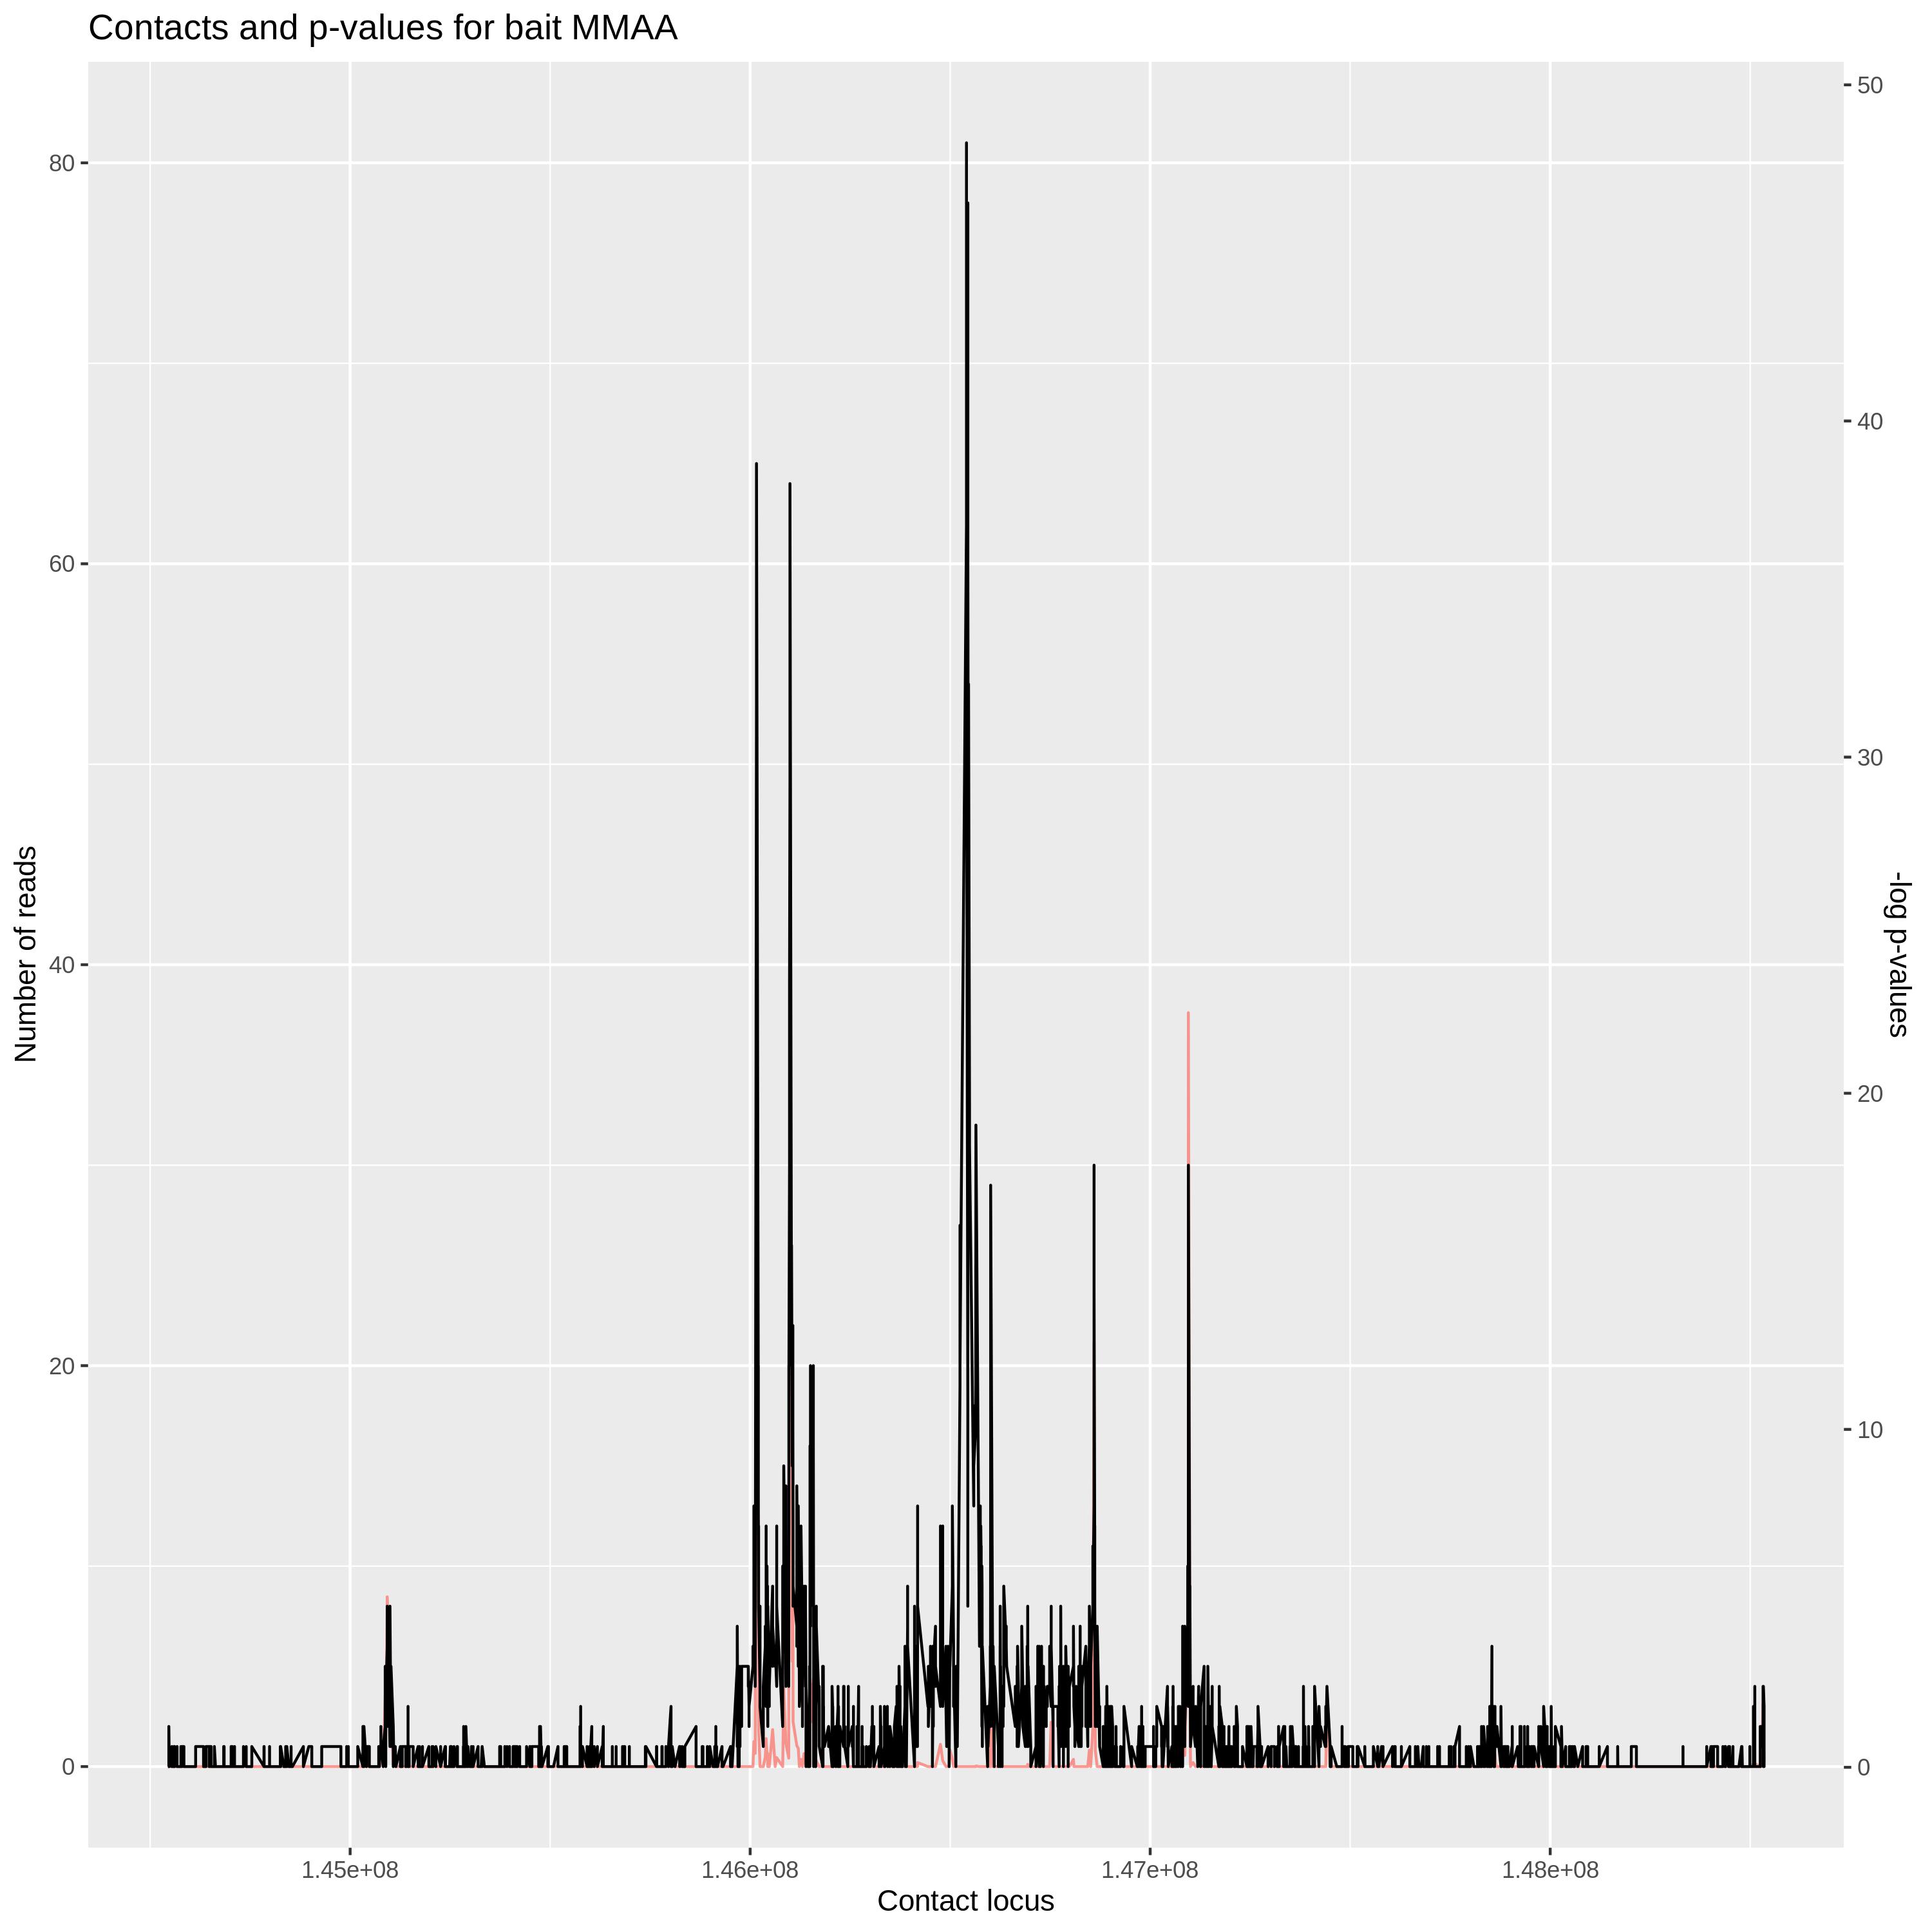 Contacts and p-values for bait MMAA
80
60
40
20
0
Number of reads
50
40
30
20
10
0
-log p-values
1.45e+08
1.46e+08
1.47e+08
1.48e+08
Contact locus